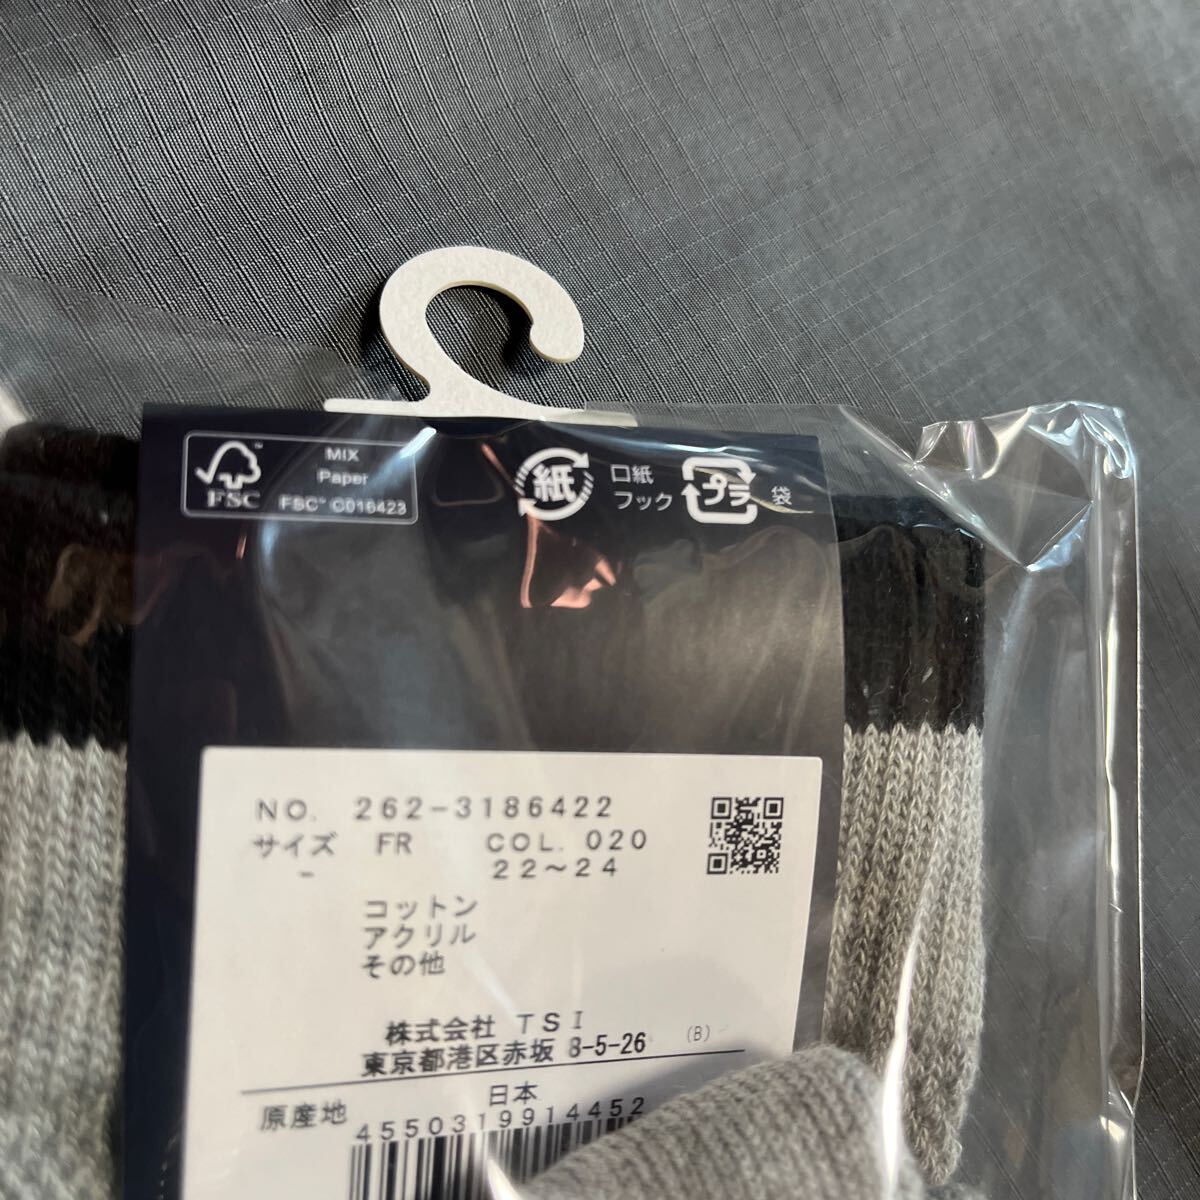 MIX
Paper
FSC™ FSC® C016423
紙 口紙
フック
プラ 袋
NO. 262-3186422
サイズ FR COL. 020
- 22〜24
コットン
アクリル
その他
株式会社 TSI
東京都港区赤坂 8-5-26 (B)
原産地 日本
4550319914452